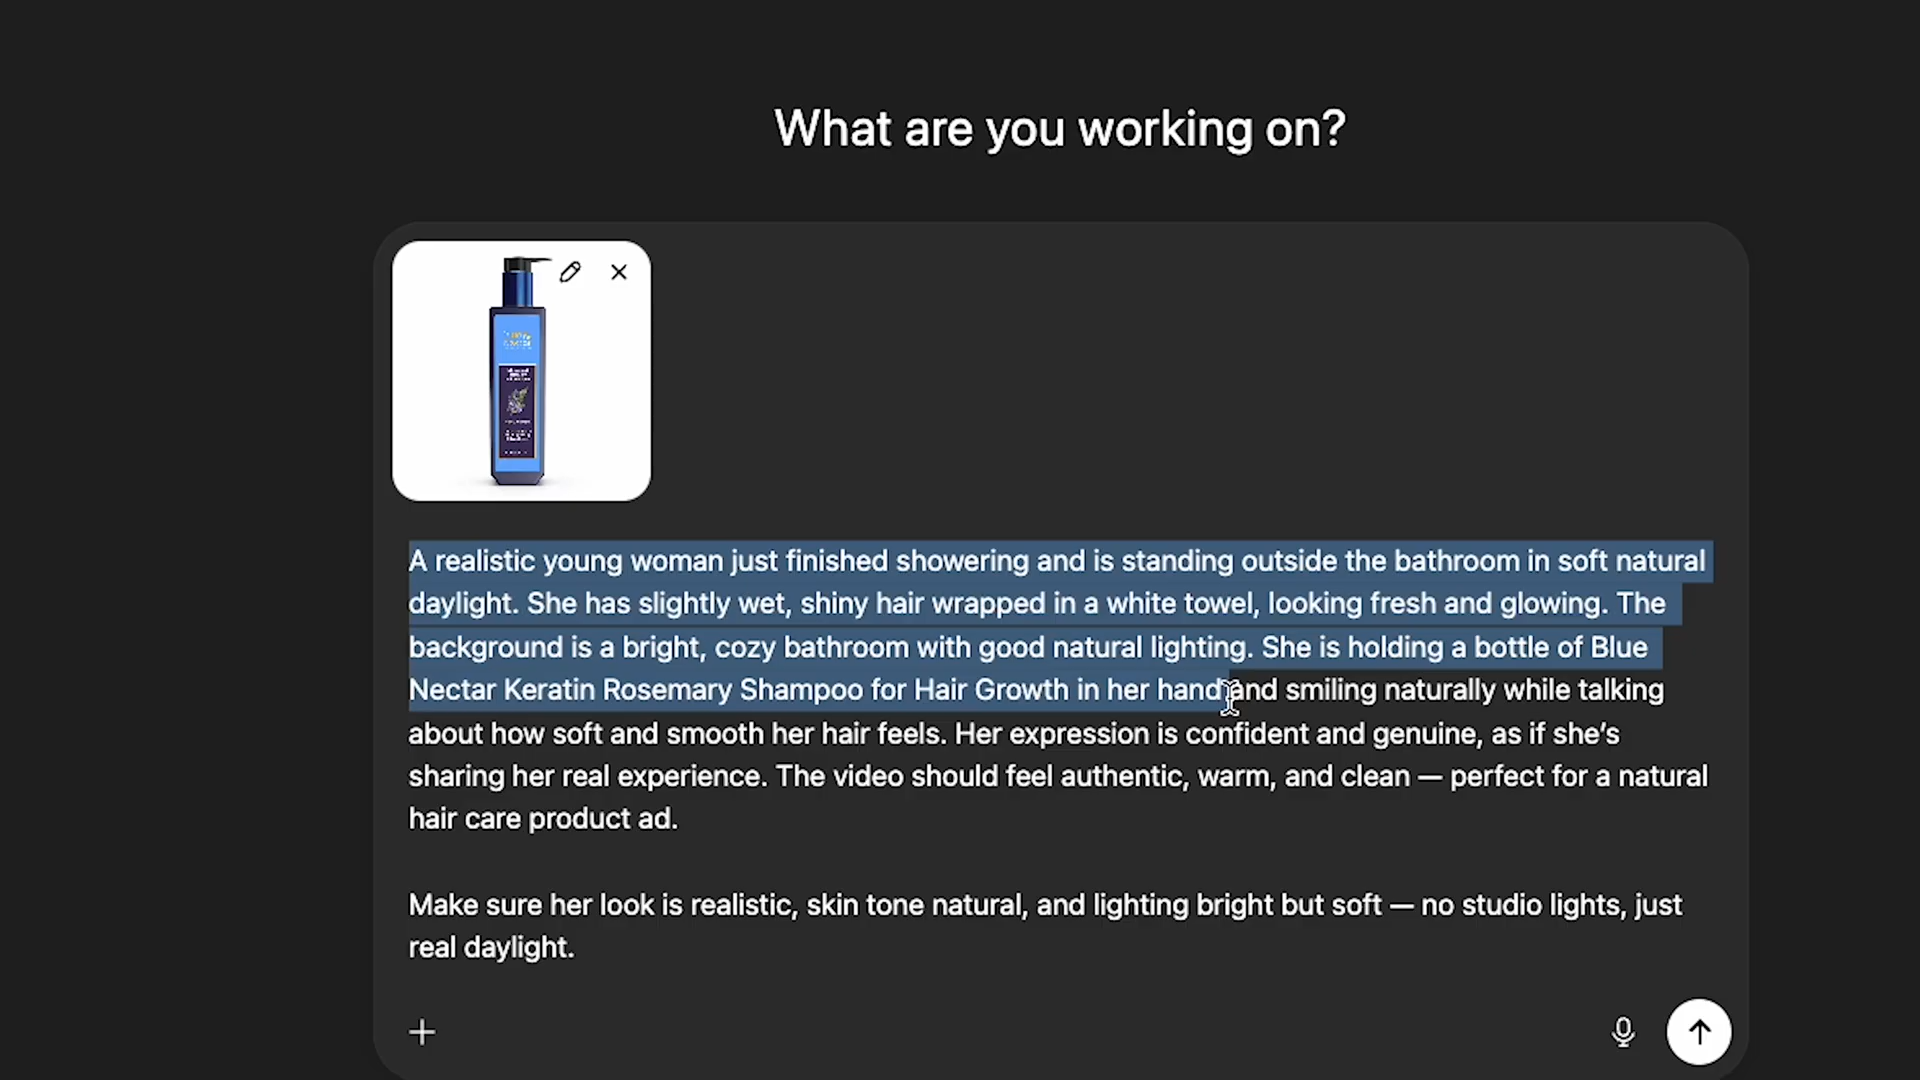 What are you working on?
A realistic young woman just finished showering and is standing outside the bathroom in soft natural
daylight. She has slightly wet, shiny hair wrapped in a white towel, looking fresh and glowing. The
background is a bright, cozy bathroom with good natural lighting. She is holding a bottle of Blue
Nectar Keratin Rosemary Shampoo for Hair Growth in her hand and smiling naturally while talking
about how soft and smooth her hair feels. Her expression is confident and genuine, as if she’s
sharing her real experience. The video should feel authentic, warm, and clean — perfect for a natural
hair care product ad.
Make sure her look is realistic, skin tone natural, and lighting bright but soft — no studio lights, just
real daylight.